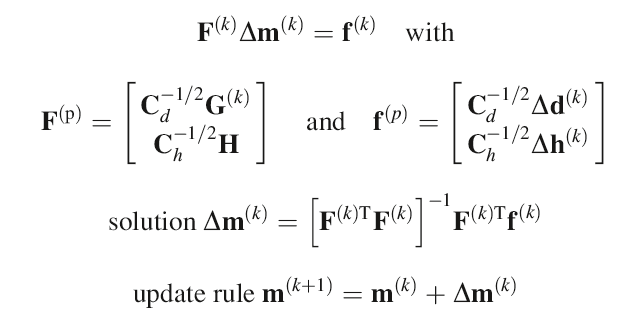 F^(k) Δm^(k) = f^(k) with
F^(p) = [ C_d^{-1/2} G^(k) ; C_h^{-1/2} H ] and f^(p) = [ C_d^{-1/2} Δd^(k) ; C_h^{-1/2} Δh^(k) ]
solution Δm^(k) = [F^(k)T F^(k)]^{-1} F^(k)T f^(k)
update rule m^(k+1) = m^(k) + Δm^(k)